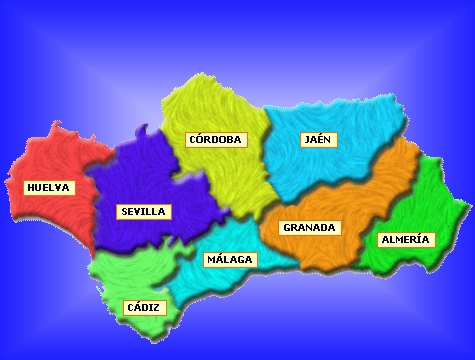 CÓRDOBA
JAÉN
HUELVA
SEVILLA
GRANADA
ALMERÍA
MÁLAGA
CÁDIZ